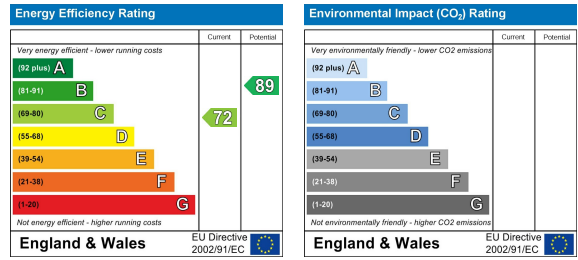 Energy Efficiency Rating
Current Potential
Very energy efficient - lower running costs
(92 plus) A
(81-91) B
(69-80) C
(55-68) D
(39-54) E
(21-38) F
(1-20) G
72
89
Not energy efficient - higher running costs
England & Wales
EU Directive
2002/91/EC
Environmental Impact (CO₂) Rating
Current Potential
Very environmentally friendly - lower CO2 emissions
(92 plus) A
(81-91) B
(69-80) C
(55-68) D
(39-54) E
(21-38) F
(1-20) G
Not environmentally friendly - higher CO2 emissions
England & Wales
EU Directive
2002/91/EC